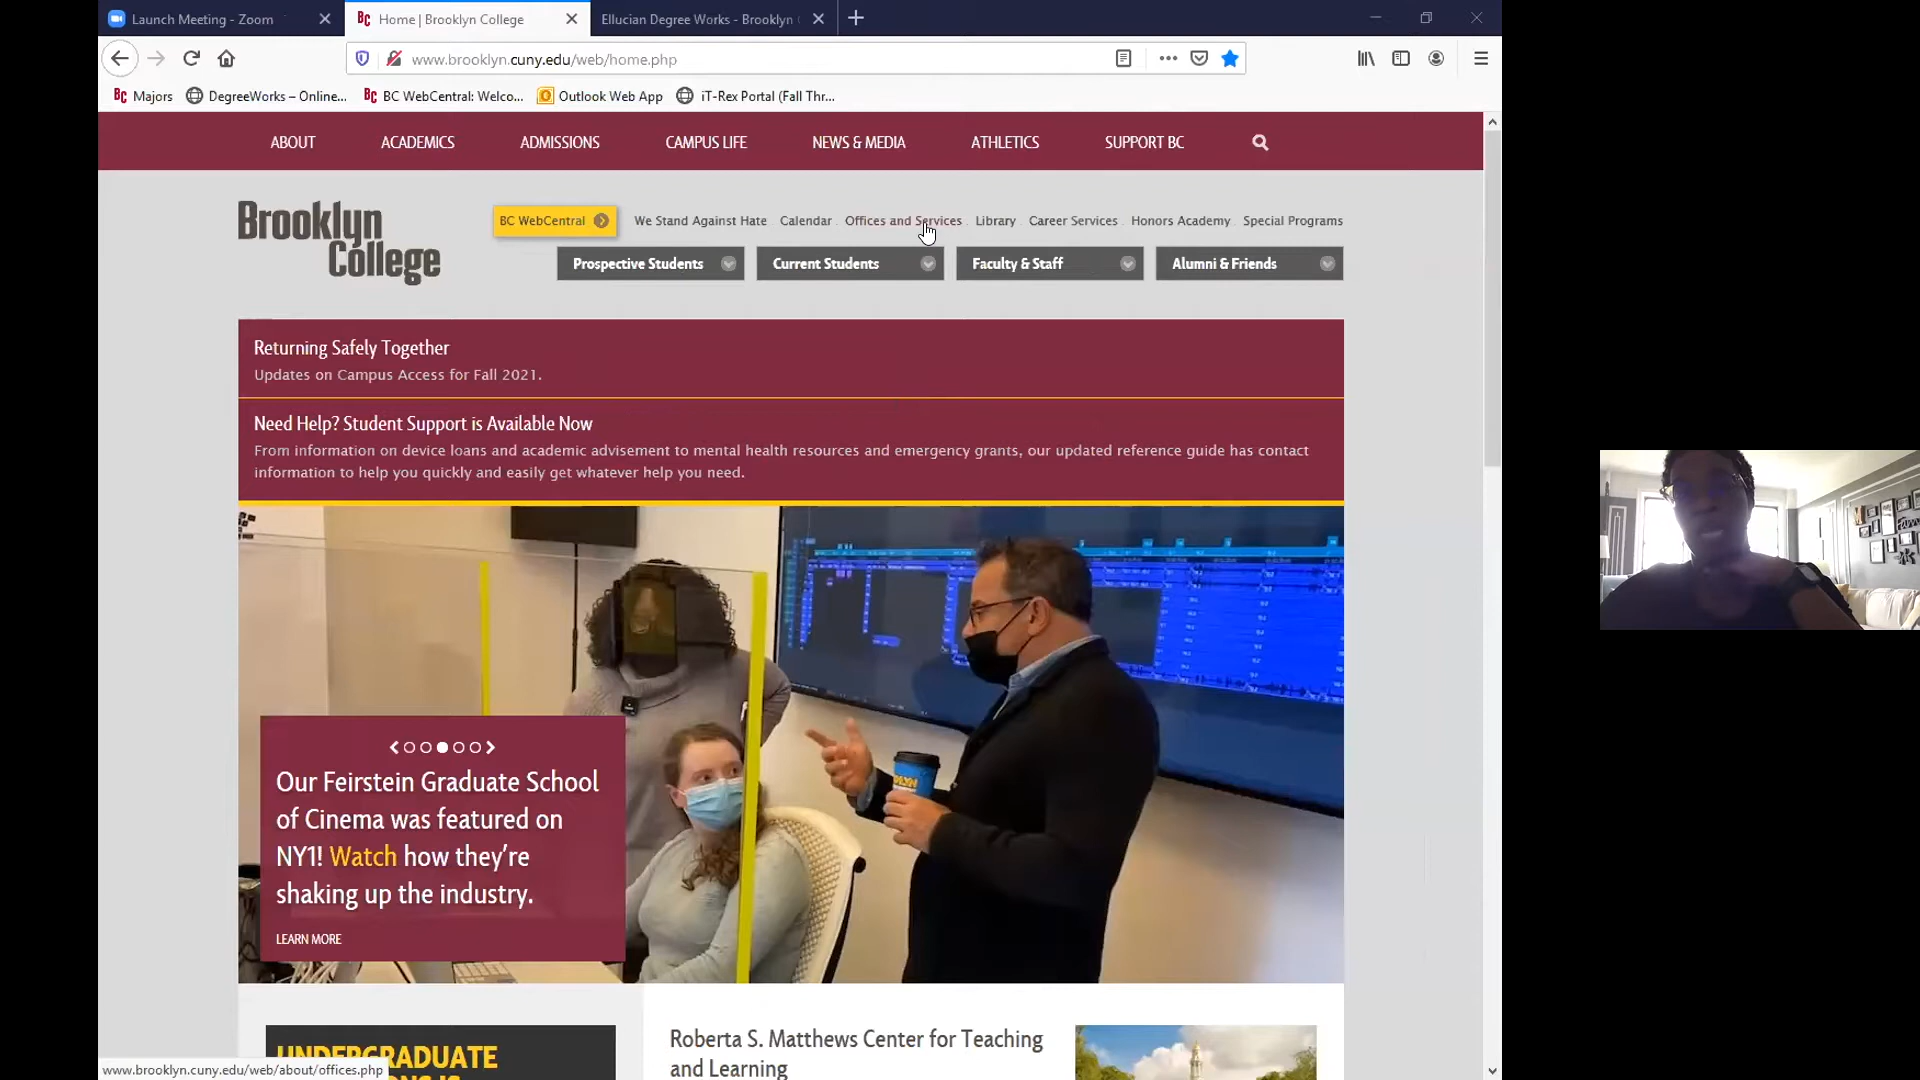 Launch Meeting - Zoom
Home | Brooklyn College
Ellucian Degree Works - Brooklyn
www.brooklyn.cuny.edu/web/home.php
Majors
DegreeWorks – Online...
BC WebCentral: Welco...
Outlook Web App
iT-Rex Portal (Fall Thr...
ABOUT
ACADEMICS
ADMISSIONS
CAMPUS LIFE
NEWS & MEDIA
ATHLETICS
SUPPORT BC
Brooklyn
College
BC WebCentral
We Stand Against Hate
Calendar
Offices and Services
Library
Career Services
Honors Academy
Special Programs
Prospective Students
Current Students
Faculty & Staff
Alumni & Friends
Returning Safely Together
Updates on Campus Access for Fall 2021.
Need Help? Student Support is Available Now
From information on device loans and academic advisement to mental health resources and emergency grants, our updated reference guide has contact
information to help you quickly and easily get whatever help you need.
Our Feirstein Graduate School
of Cinema was featured on
NY1! Watch how they're
shaking up the industry.
LEARN MORE
UNDERGRADUATE
Roberta S. Matthews Center for Teaching
and Learning
www.brooklyn.cuny.edu/web/about/offices.php